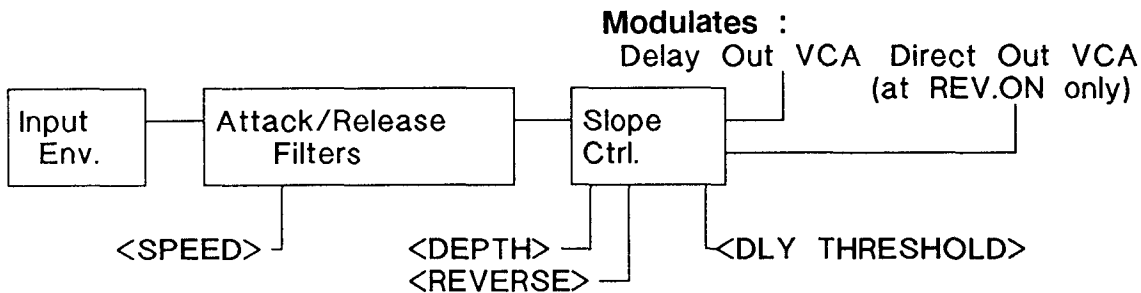 Modulates :
Delay Out VCA Direct Out VCA
(at REV.ON only)
Input
Env.
Attack/Release
Filters
Slope
Ctrl.
<SPEED>
<DEPTH>
<DLY THRESHOLD>
<REVERSE>